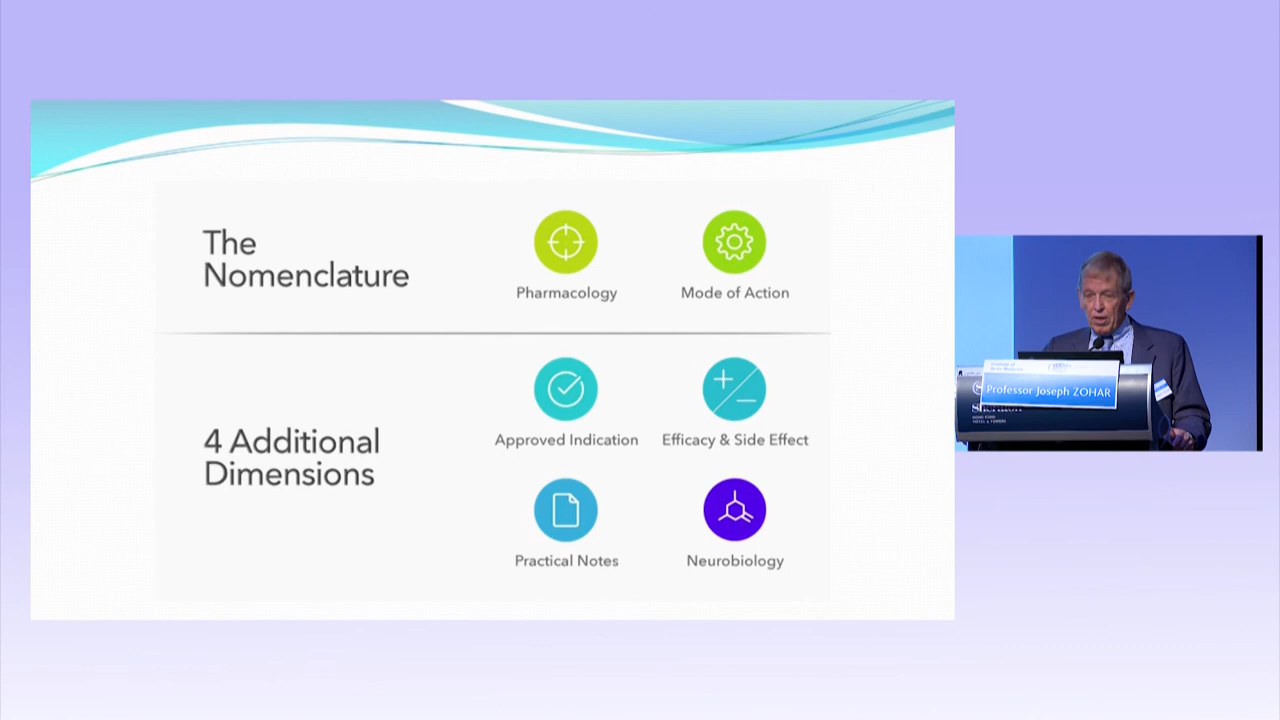 The
Nomenclature
Pharmacology
Mode of Action
4 Additional
Dimensions
Approved Indication
Efficacy & Side Effect
Practical Notes
Neurobiology
Professor Joseph ZOHAR
Sheraton